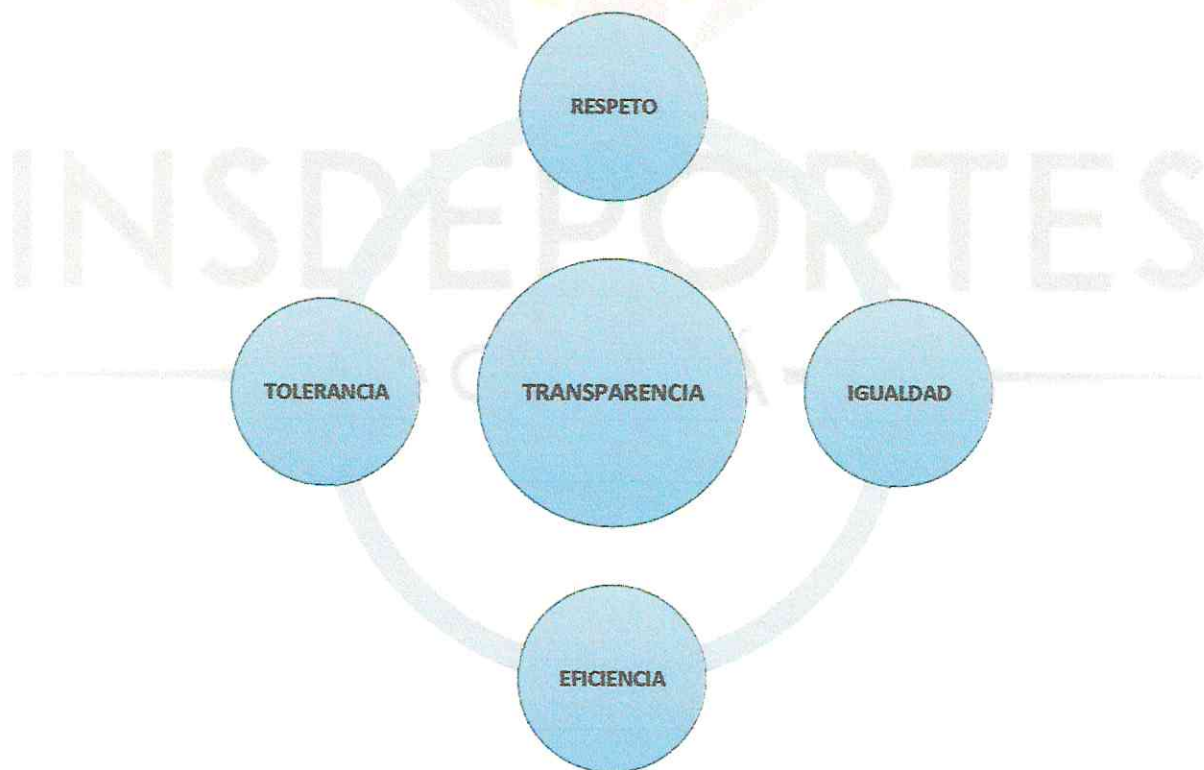 RESPETO
INSDEPORTES
TOLERANCIA
TRANSPARENCIA
IGUALDAD
EFICIENCIA